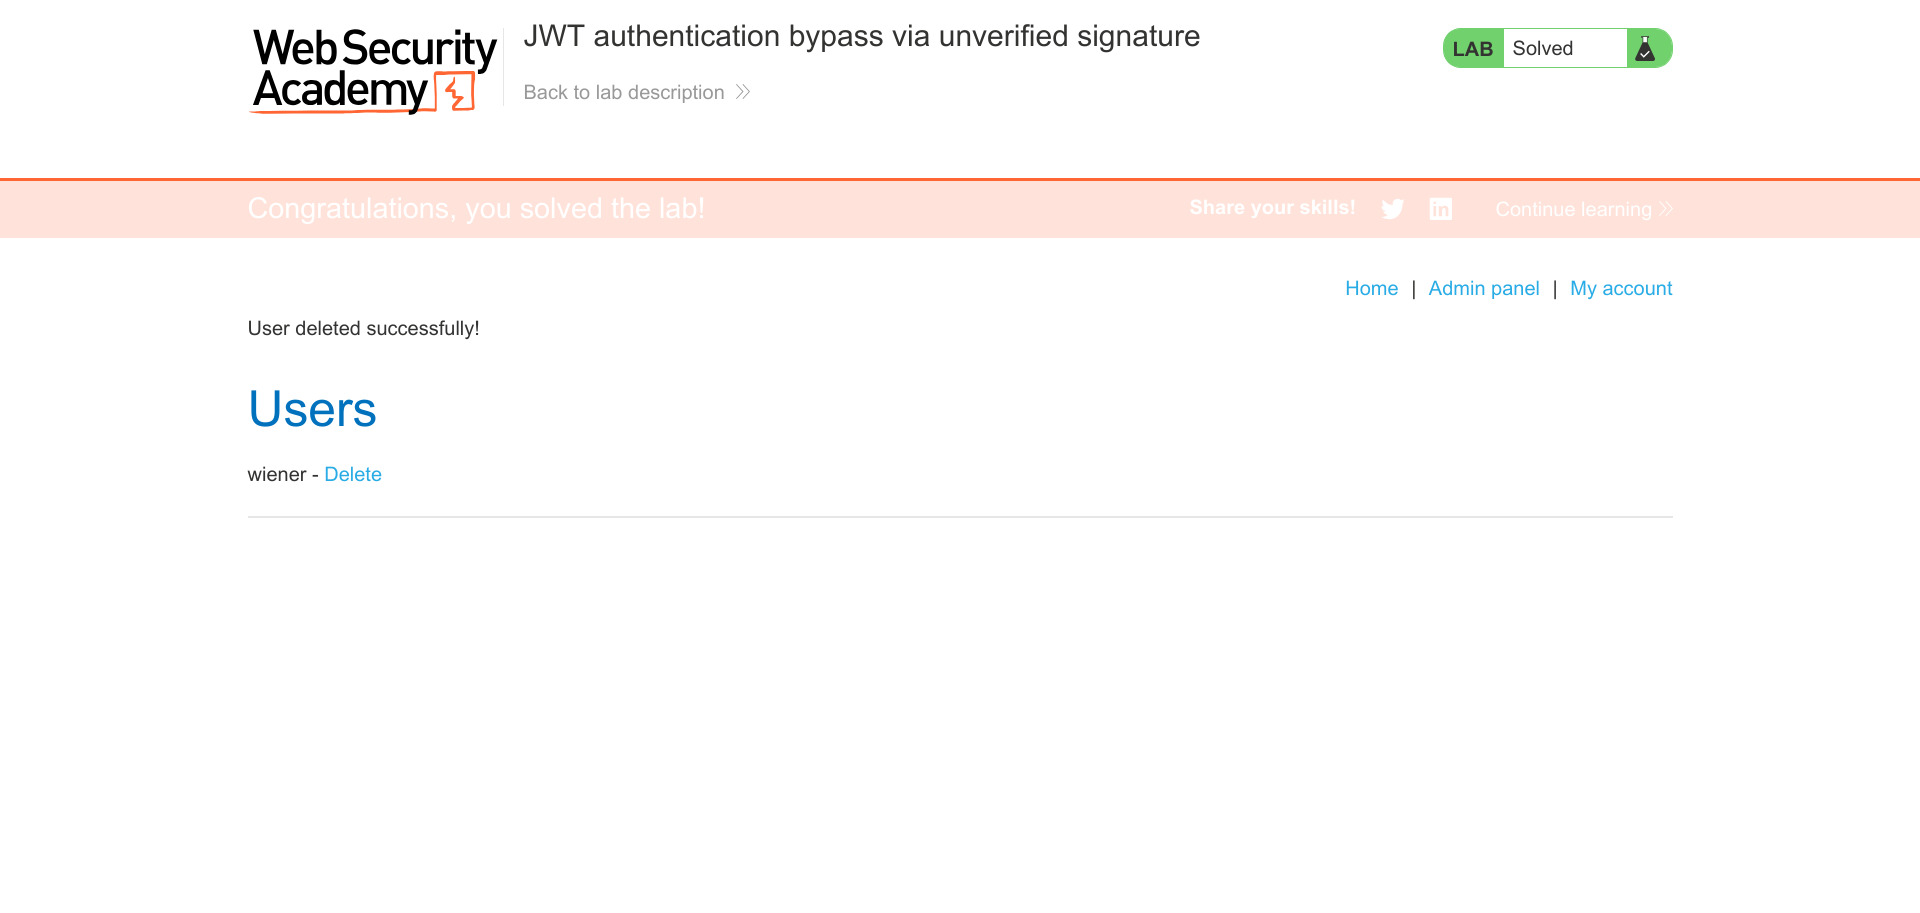 Web Security
Academy
JWT authentication bypass via unverified signature
Back to lab description
LAB Solved
Congratulations, you solved the lab!
Share your skills!
Continue learning
Home | Admin panel | My account
User deleted successfully!
Users
wiener - Delete